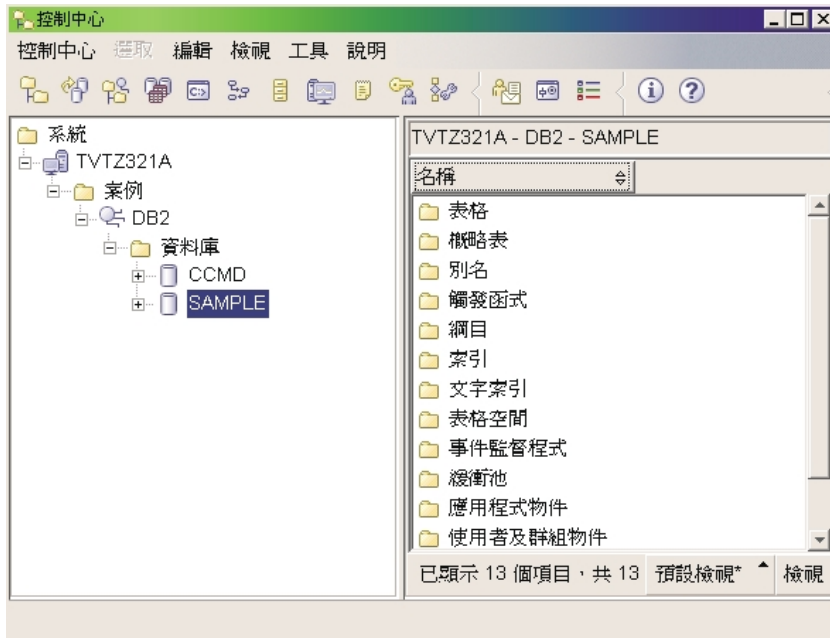 控制中心
控制中心 選取 編輯 檢視 工具 說明
系統
TVTZ321A
案例
DB2
資料庫
CCMD
SAMPLE
TVTZ321A - DB2 - SAMPLE
名稱
表格
概略表
別名
觸發函式
綱目
索引
文字索引
表格空間
事件監督程式
緩衝池
應用程式物件
使用者及群組物件
已顯示 13 個項目，共 13 預設檢視* 檢視